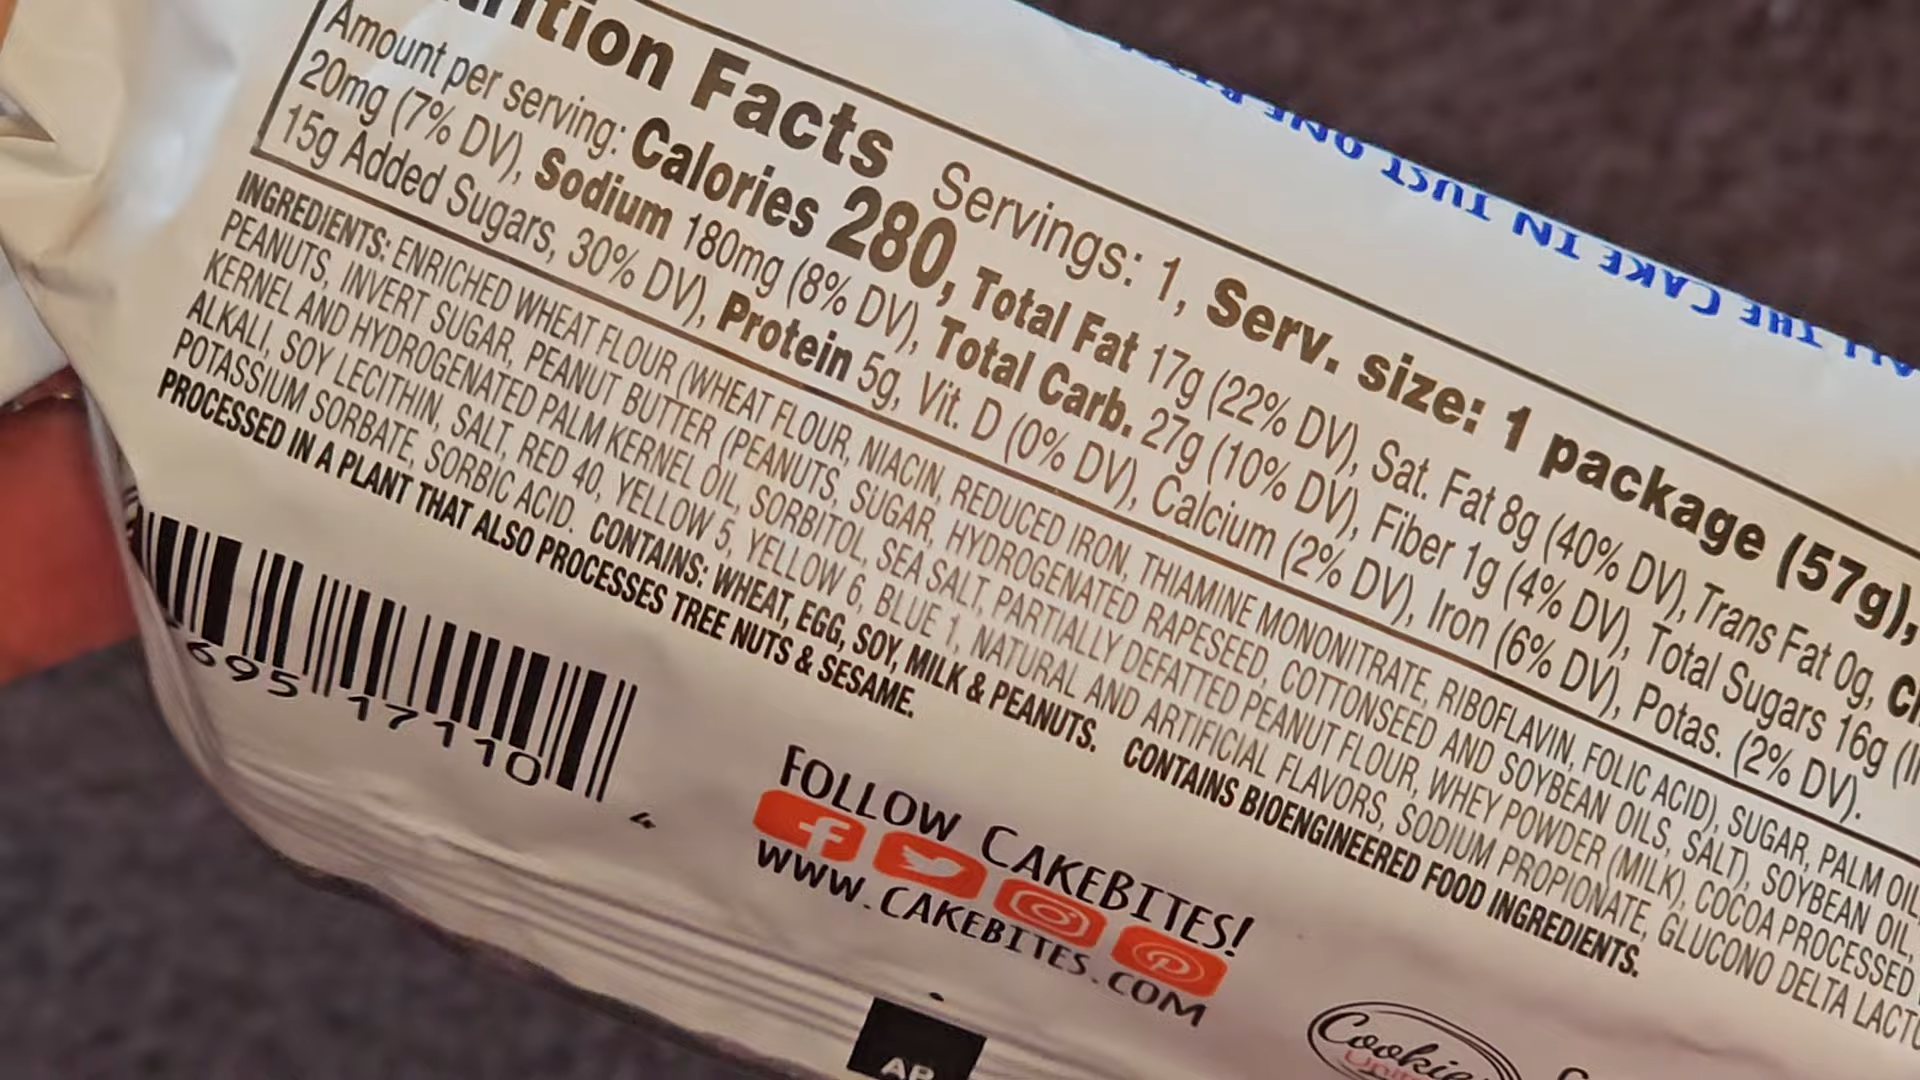 Nutrition Facts Servings: 1, Serv. size: 1 package (57g),
Amount per serving: Calories 280, Total Fat 17g (22% DV), Sat. Fat 8g (40% DV), Trans Fat 0g,
20mg (7% DV), Sodium 180mg (8% DV), Total Carb. 27g (10% DV), Fiber 1g (4% DV), Total Sugars 16g
15g Added Sugars, 30% DV), Protein 5g, Vit. D (0% DV), Calcium (2% DV), Iron (6% DV), Potas. (2% DV).
INGREDIENTS: ENRICHED WHEAT FLOUR (WHEAT FLOUR, NIACIN, REDUCED IRON, THIAMINE MONONITRATE, RIBOFLAVIN, FOLIC ACID), SUGAR, PALM OIL,
PEANUTS, INVERT SUGAR, PEANUT BUTTER (PEANUTS, SUGAR, HYDROGENATED RAPESEED, COTTONSEED AND SOYBEAN OILS, SALT), SOYBEAN OIL,
KERNEL AND HYDROGENATED PALM KERNEL OIL, SORBITOL, SEA SALT, PARTIALLY DEFATTED PEANUT FLOUR, WHEY POWDER (MILK), COCOA PROCESSED
ALKALI, SOY LECITHIN, SALT, RED 40, YELLOW 5, YELLOW 6, BLUE 1, NATURAL AND ARTIFICIAL FLAVORS, SODIUM PROPIONATE, GLUCONO DELTA
POTASSIUM SORBATE, SORBIC ACID. CONTAINS: WHEAT, EGG, SOY, MILK & PEANUTS. CONTAINS BIOENGINEERED FOOD INGREDIENTS.
PROCESSED IN A PLANT THAT ALSO PROCESSES TREE NUTS & SESAME.
695 17110 4
FOLLOW CAKEBITES!
WWW.CAKEBITES.COM
Cookies
THE CAKE IN JUST ONE